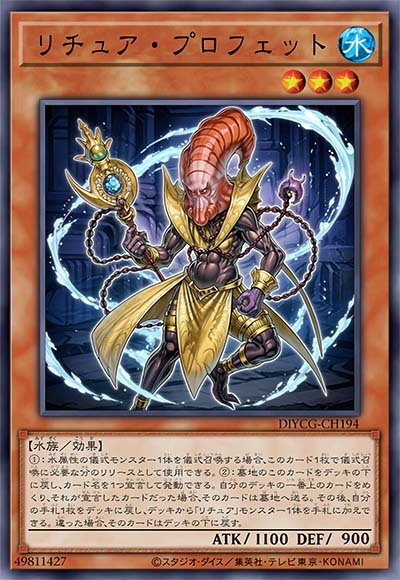 リチュア・プロフェット
水
DIYCG-CH194
【水族／効果】
①：水属性の儀式モンスター1体を儀式召喚する場合、このカード1枚で儀式召
喚に必要な分のリリースとして使用できる。②：墓地のこのカードをデッキの下
に戻し、カード名を1つ宣言して発動できる。自分のデッキの一番上のカードをめ
くり、それが宣言したカードだった場合、そのカードは墓地へ送る。その後、自分
の手札1枚をデッキに戻し、デッキから「リチュア」モンスター1体を手札に加えで
きる。違った場合、そのカードはデッキの下に戻す。
ATK／1100 DEF／ 900
49811427
©スタジオ・ダイス／集英社・テレビ東京・KONAMI